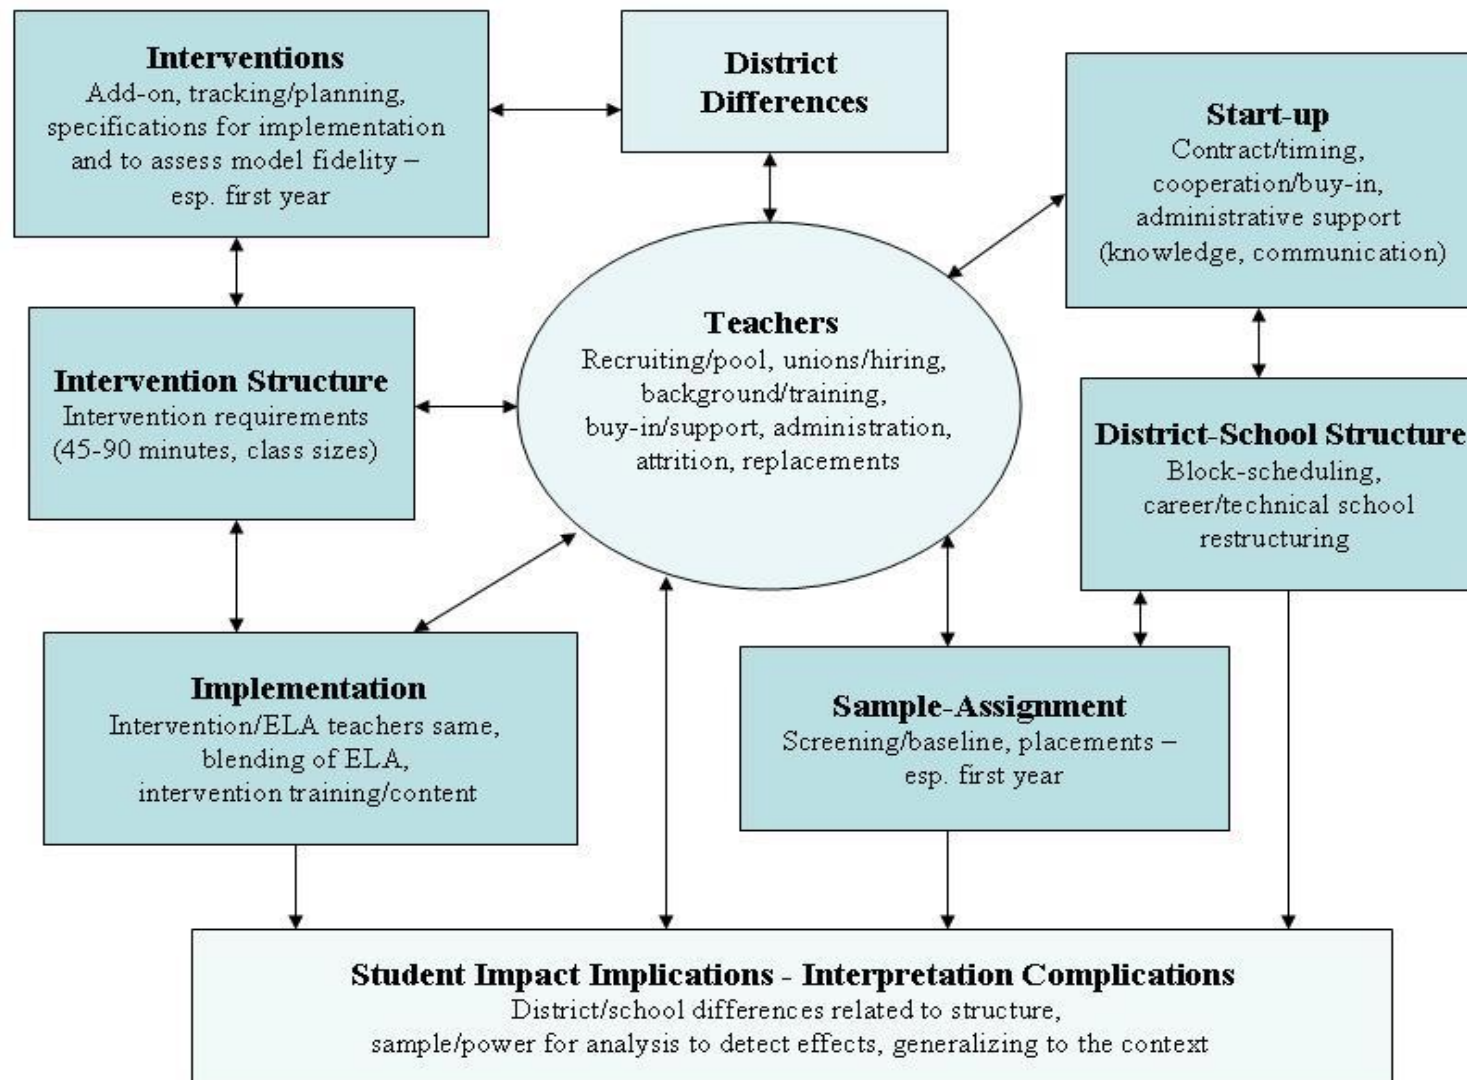 Interventions
Add-on, tracking/planning,
specifications for implementation
and to assess model fidelity –
esp. first year
District
Differences
Start-up
Contract/timing,
cooperation/buy-in,
administrative support
(knowledge, communication)
Teachers
Recruiting/pool, unions/hiring,
background/training,
buy-in/support, administration,
attrition, replacements
Intervention Structure
Intervention requirements
(45-90 minutes, class sizes)
District-School Structure
Block-scheduling,
career/technical school
restructuring
Implementation
Intervention/ELA teachers same,
blending of ELA,
intervention training/content
Sample-Assignment
Screening/baseline, placements –
esp. first year
Student Impact Implications - Interpretation Complications
District/school differences related to structure,
sample/power for analysis to detect effects, generalizing to the context